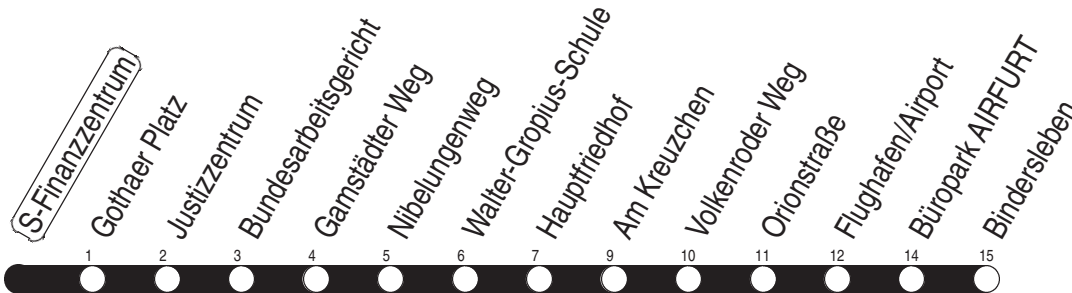 S-Finanzzentrum
Gothaer Platz
Justizzentrum
Bundesarbeitsgericht
Gamstädter Weg
Nibelungenweg
Walter-Gropius-Schule
Hauptfriedhof
Am Kreuzchen
Volkenroder Weg
Orionstraße
Flughafen/Airport
Büropark AIRFURT
Bindersleben
1 2 3 4 5 6 7 9 10 11 12 14 15